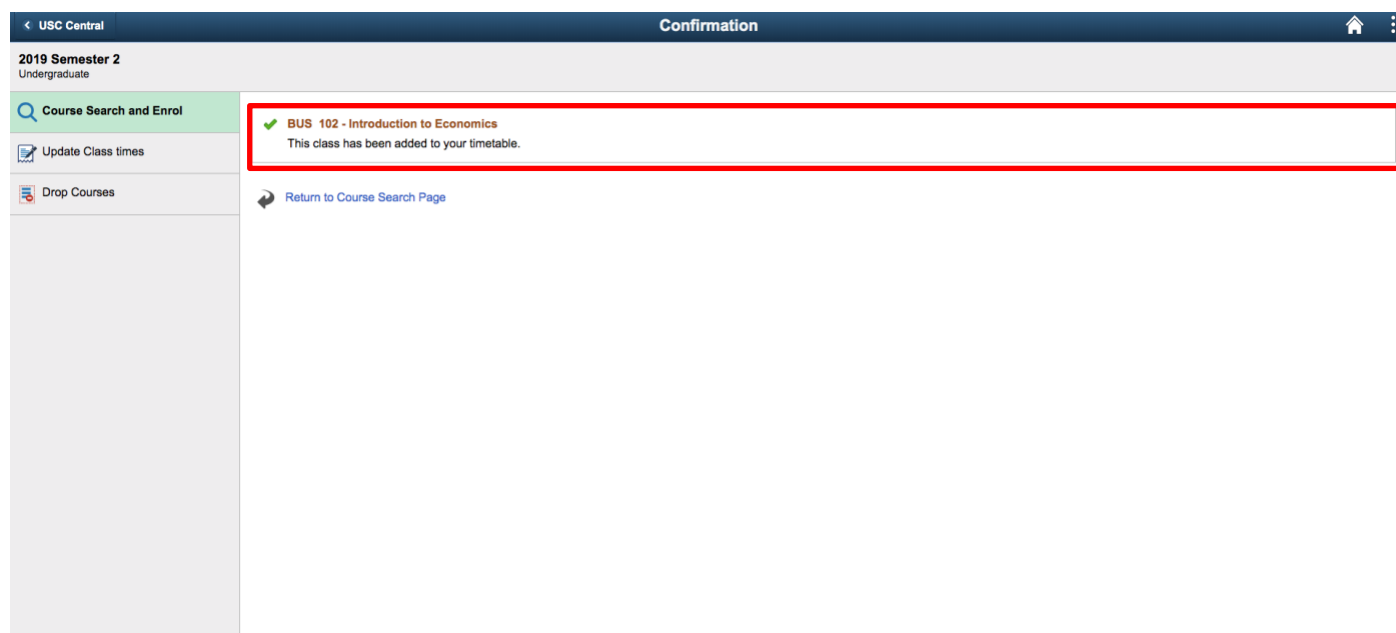 USC Central
Confirmation
2019 Semester 2
Undergraduate
Course Search and Enrol
Update Class times
Drop Courses
BUS 102 - Introduction to Economics
This class has been added to your timetable.
Return to Course Search Page